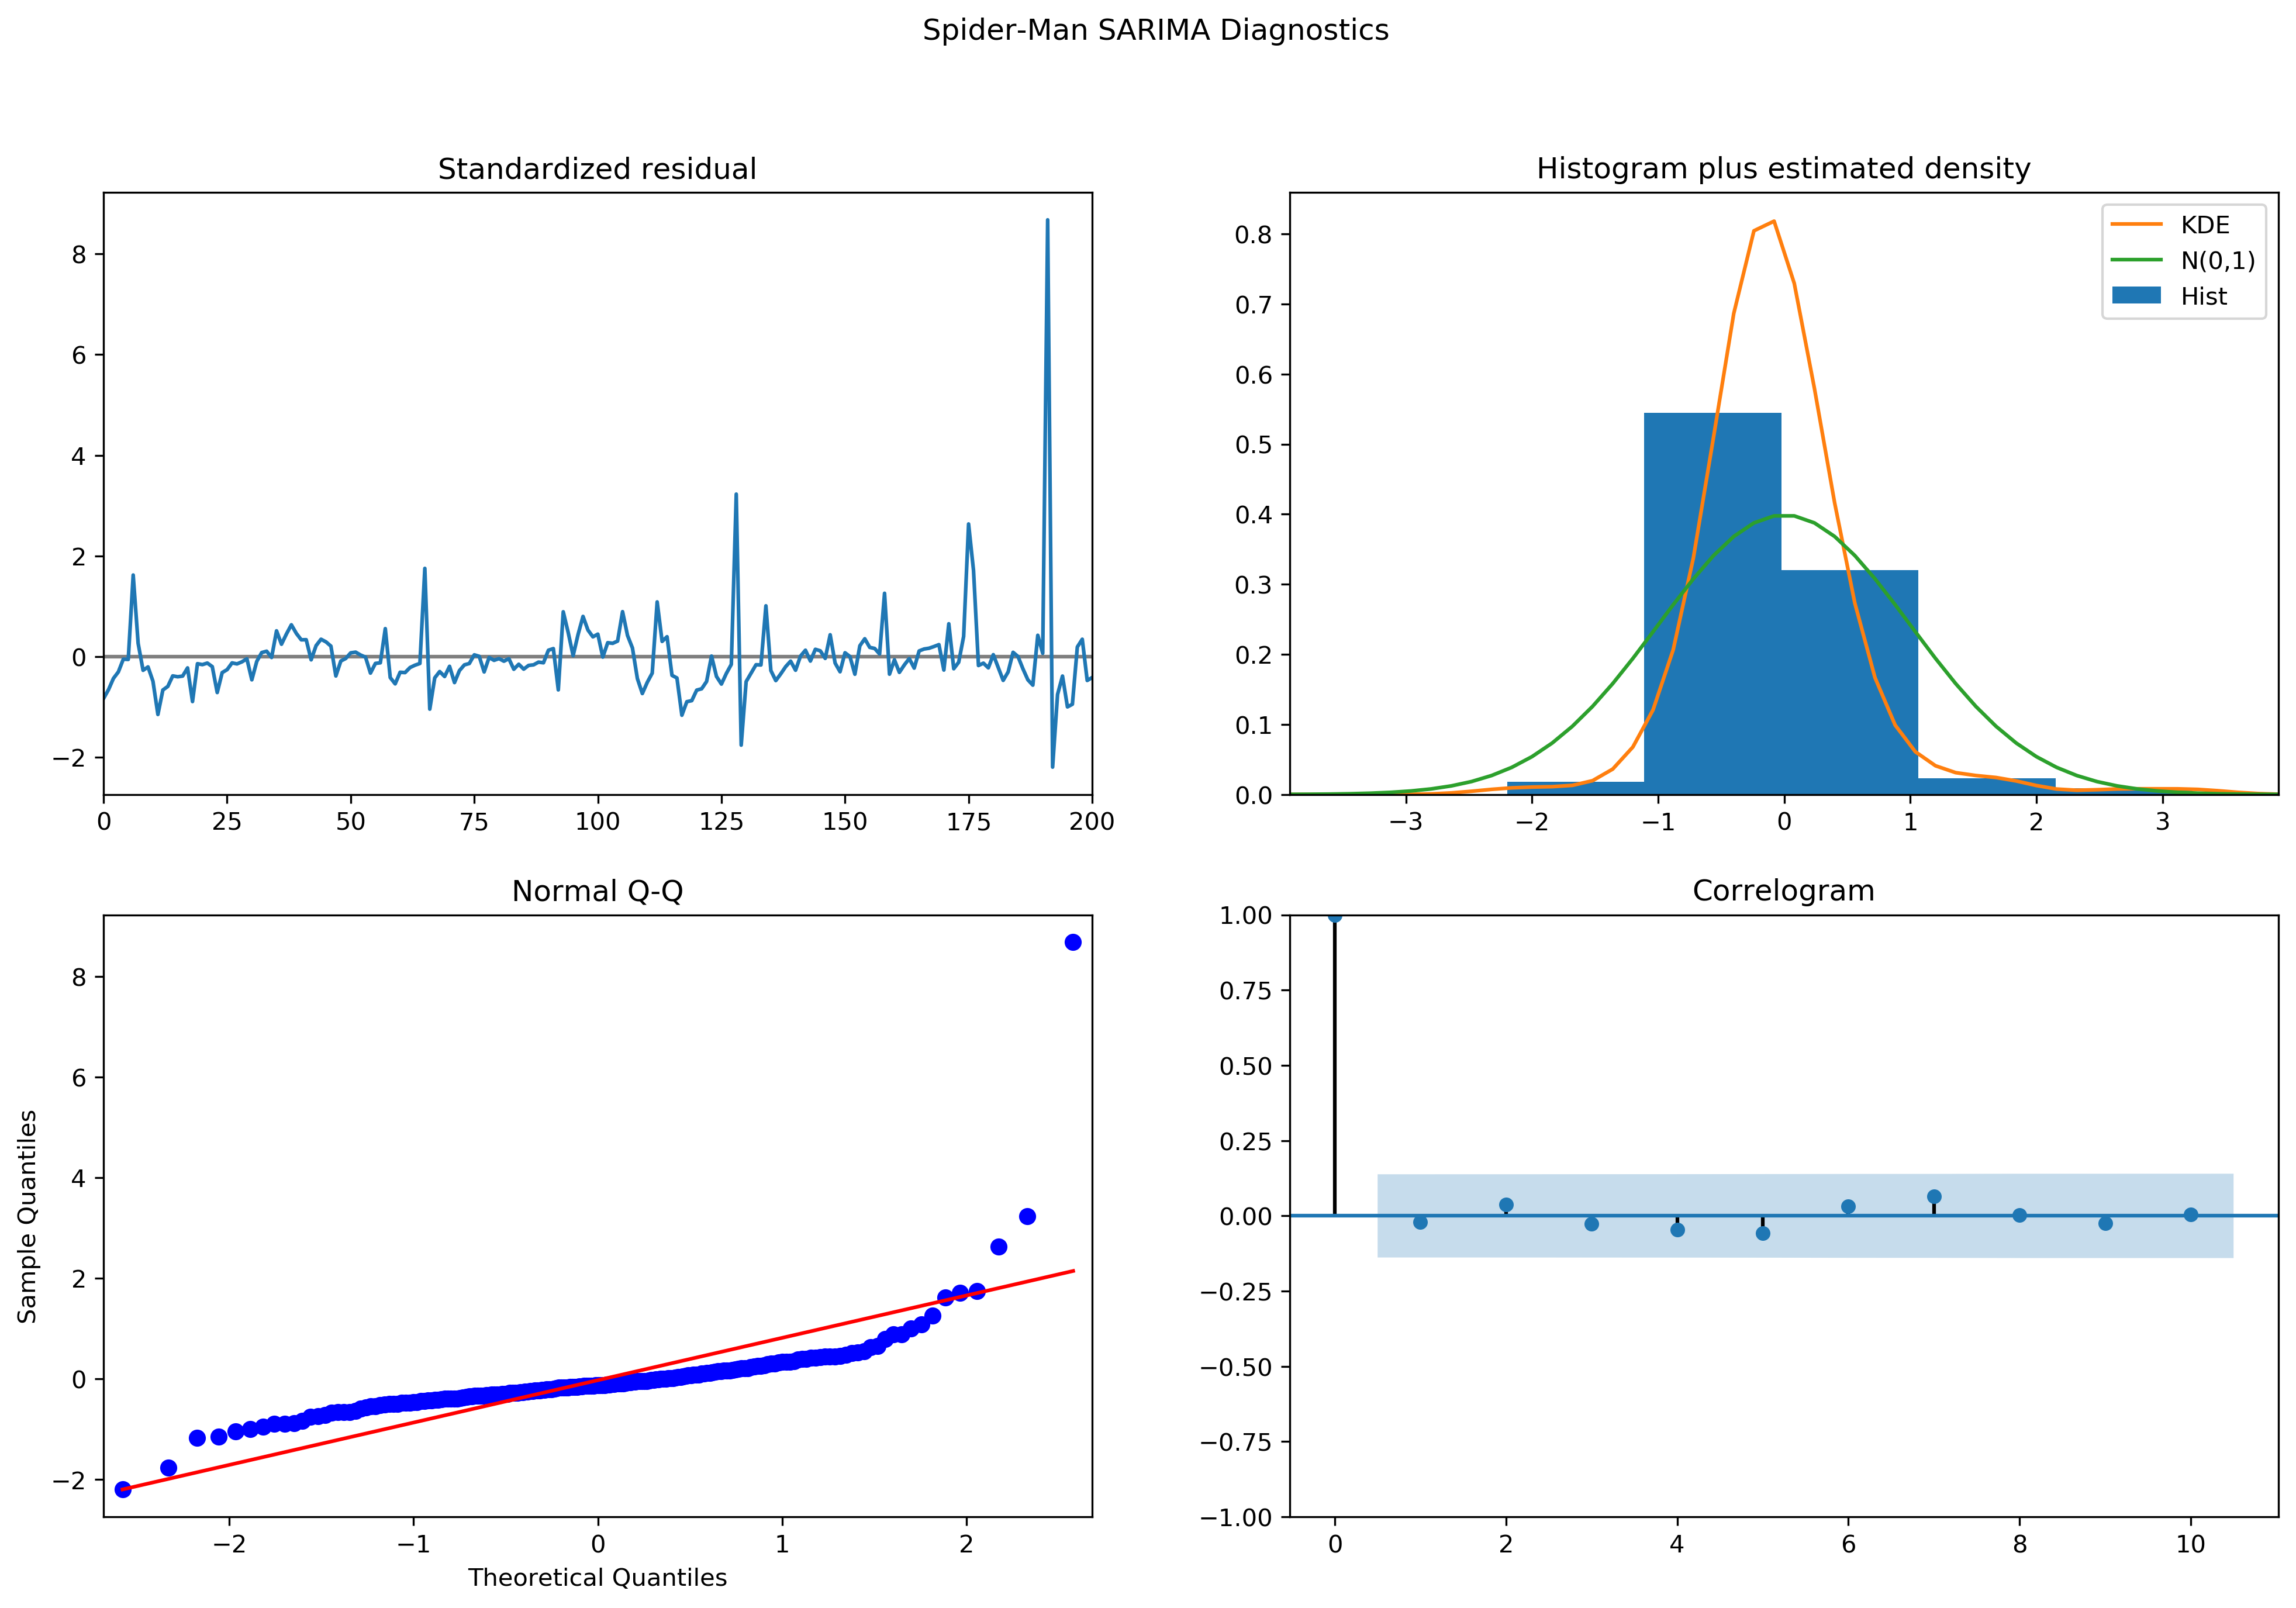 Spider-Man SARIMA Diagnostics
Standardized residual
8
6
4
2
0
−2
0 25 50 75 100 125 150 175 200
Histogram plus estimated density
KDE
N(0,1)
Hist
0.8
0.7
0.6
0.5
0.4
0.3
0.2
0.1
0.0
−3 −2 −1 0 1 2 3
Normal Q-Q
Sample Quantiles
8
6
4
2
0
−2
−2 −1 0 1 2
Theoretical Quantiles
Correlogram
1.00
0.75
0.50
0.25
0.00
−0.25
−0.50
−0.75
−1.00
0 2 4 6 8 10